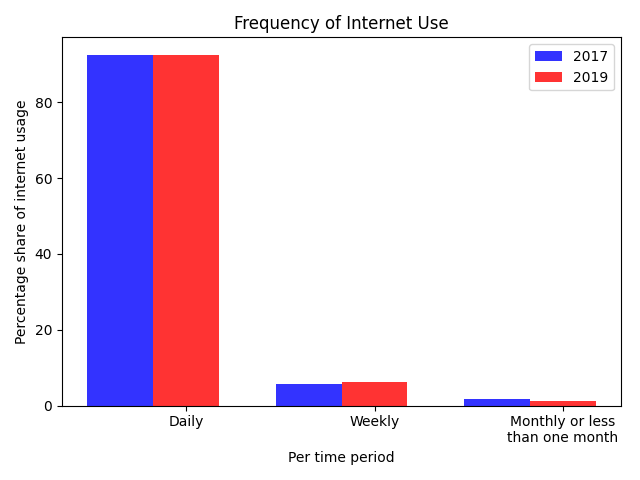 Frequency of Internet Use
2017
2019
Percentage share of internet usage
80
60
40
20
0
Daily
Weekly
Monthly or less
than one month
Per time period